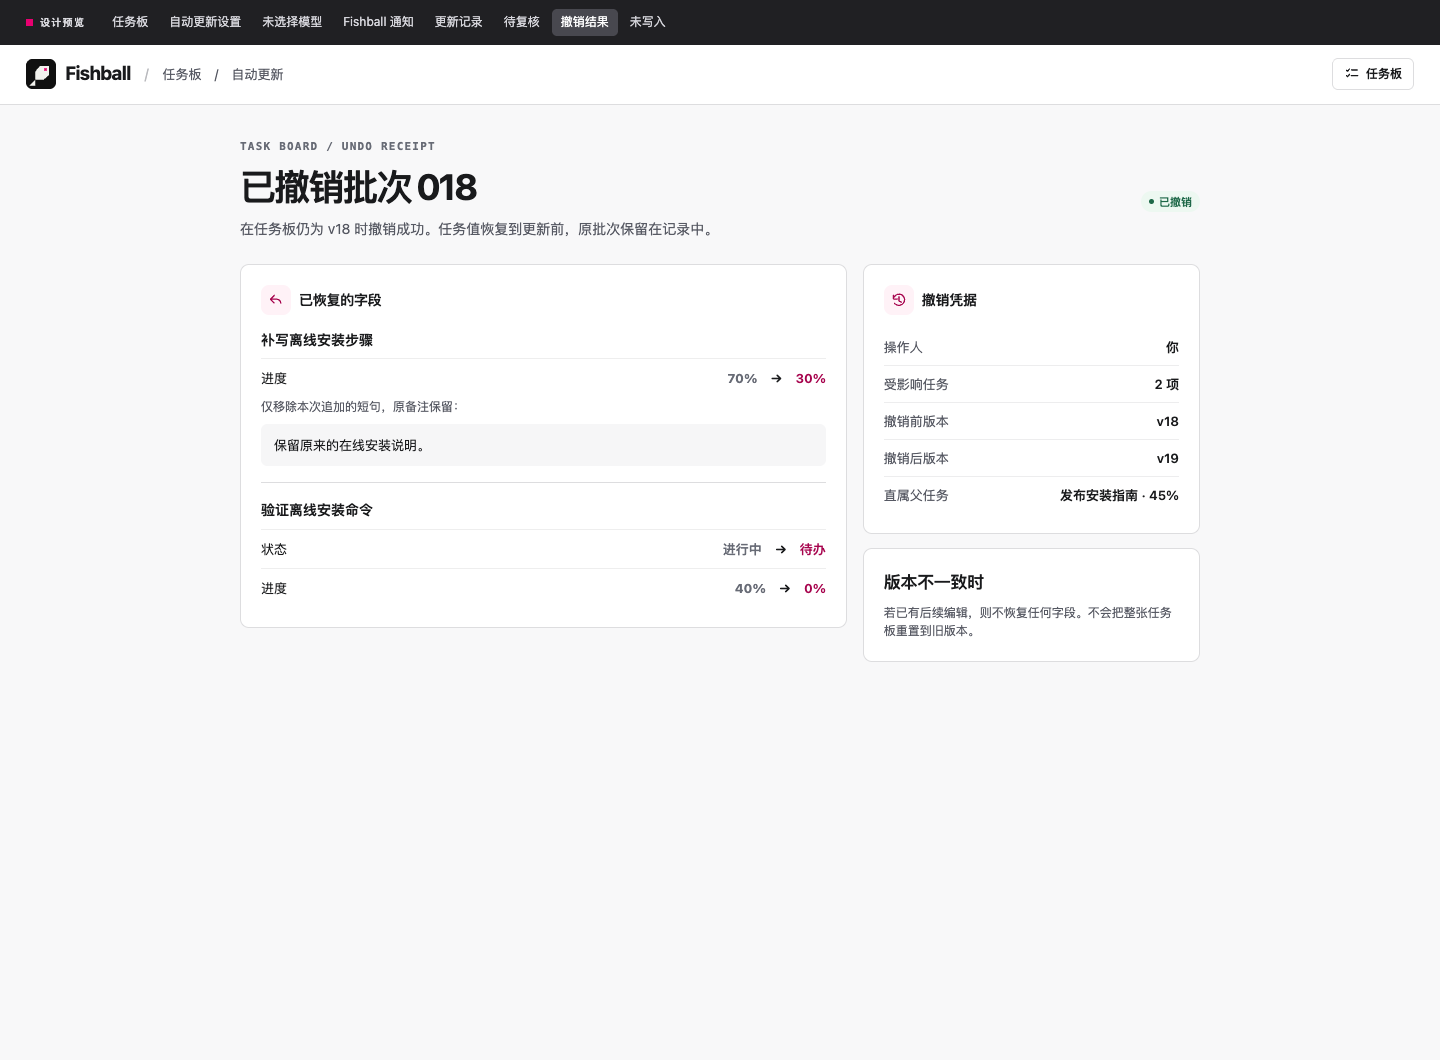 设计预览 任务板 自动更新设置 未选择模型 Fishball 通知 更新记录 待复核 撤销结果 未写入
Fishball / 任务板 / 自动更新 任务板
TASK BOARD / UNDO RECEIPT
已撤销批次 018
已撤销
在任务板仍为 v18 时撤销成功。任务值恢复到更新前，原批次保留在记录中。
已恢复的字段
补写离线安装步骤
进度 70% → 30%
仅移除本次追加的短句，原备注保留：
保留原来的在线安装说明。
验证离线安装命令
状态 进行中 → 待办
进度 40% → 0%
撤销凭据
操作人 你
受影响任务 2 项
撤销前版本 v18
撤销后版本 v19
直属父任务 发布安装指南 · 45%
版本不一致时
若已有后续编辑，则不恢复任何字段。不会把整张任务
板重置到旧版本。